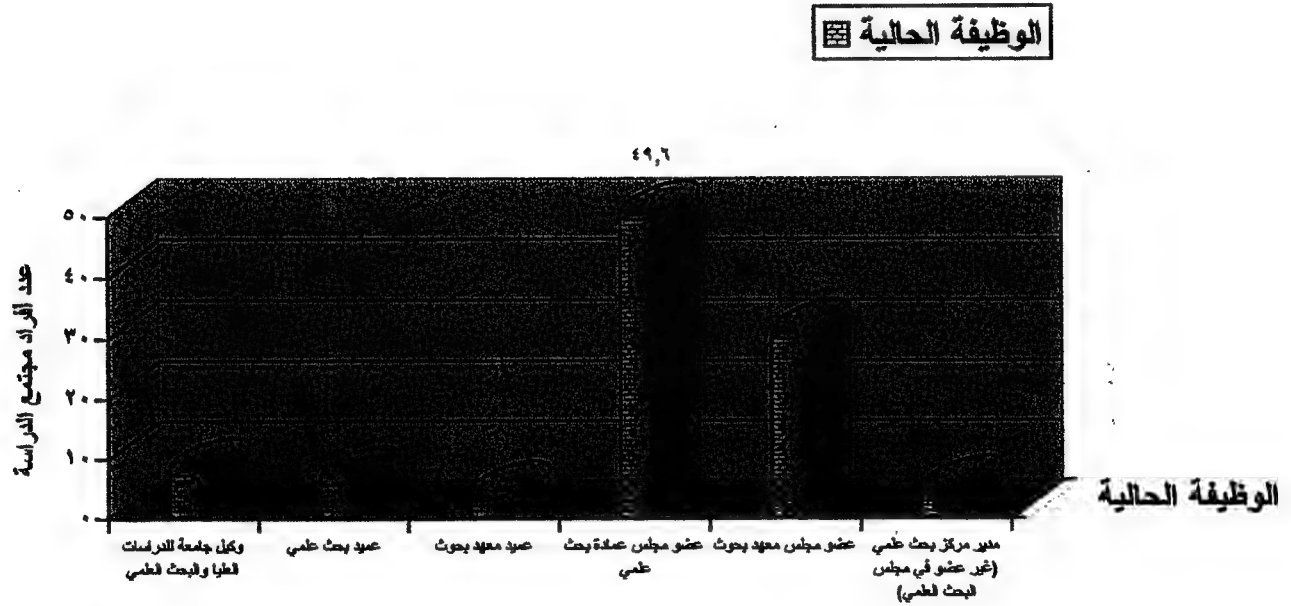 الوظيفة الحالية
٤٩,٦
٥٠
٤٠
٣٠
٢٠
١٠
٠
عدد أفراد مجتمع الدراسة
وكيل جامعة للدراسات
العليا والبحث العلمي
عميد بحث علمي
عميد معهد بحوث
عضو مجلس عمادة بحث
علمي
عضو مجلس معهد بحوث
مدير مركز بحث علمي
(غير عضو في مجلس
البحث العلمي)
الوظيفة الحالية